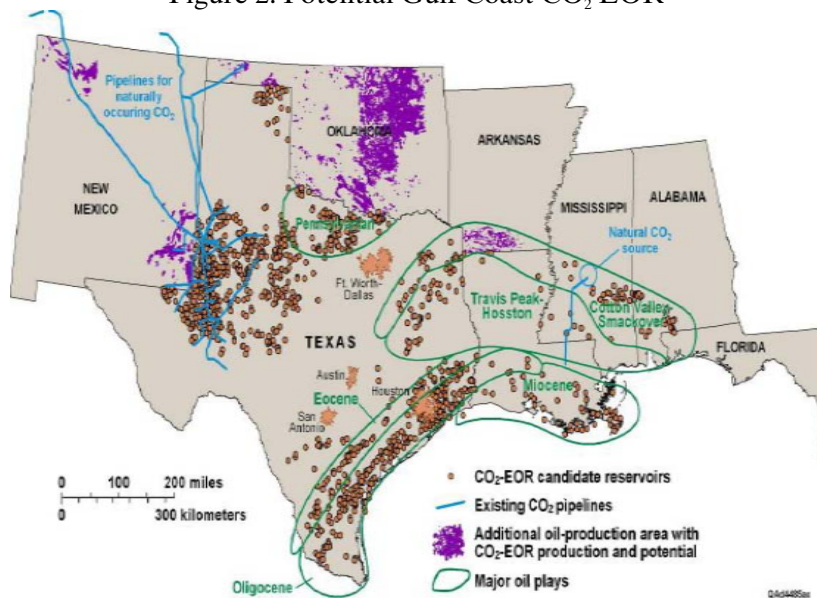 Figure 2. Potential Gulf Coast CO₂ EOR
Pipelines for
naturally
occuring CO₂
OKLAHOMA
ARKANSAS
NEW
MEXICO
MISSISSIPPI
ALABAMA
Natural CO₂
source
Pennsylvanian
Ft. Worth-
Dallas
Travis Peak-
Hosston
Cotton Valley-
Smackover
TEXAS
FLORIDA
Austin
Houston
Miocene
Eocene
San
Antonio
0 100 200 miles
0 300 kilometers
CO₂-EOR candidate reservoirs
Existing CO₂ pipelines
Additional oil-production area with
CO₂-EOR production and potential
Major oil plays
Oligocene